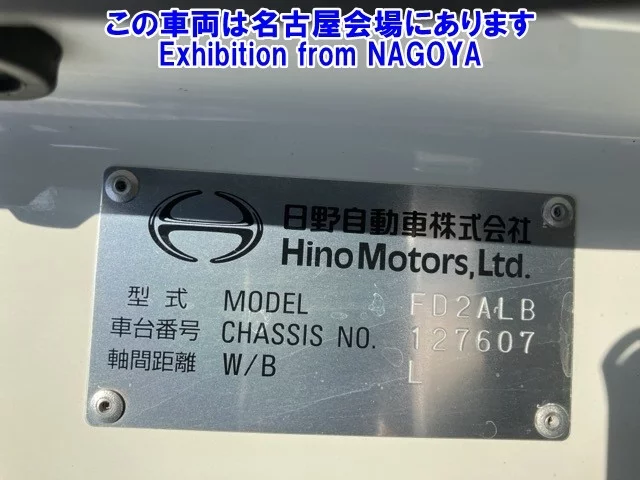 この車両は名古屋会場にあります
Exhibition from NAGOYA
日野自動車株式会社
Hino Motors, Ltd.
型式 MODEL FD2ALB
車台番号 CHASSIS NO. 127607
軸間距離 W/B L